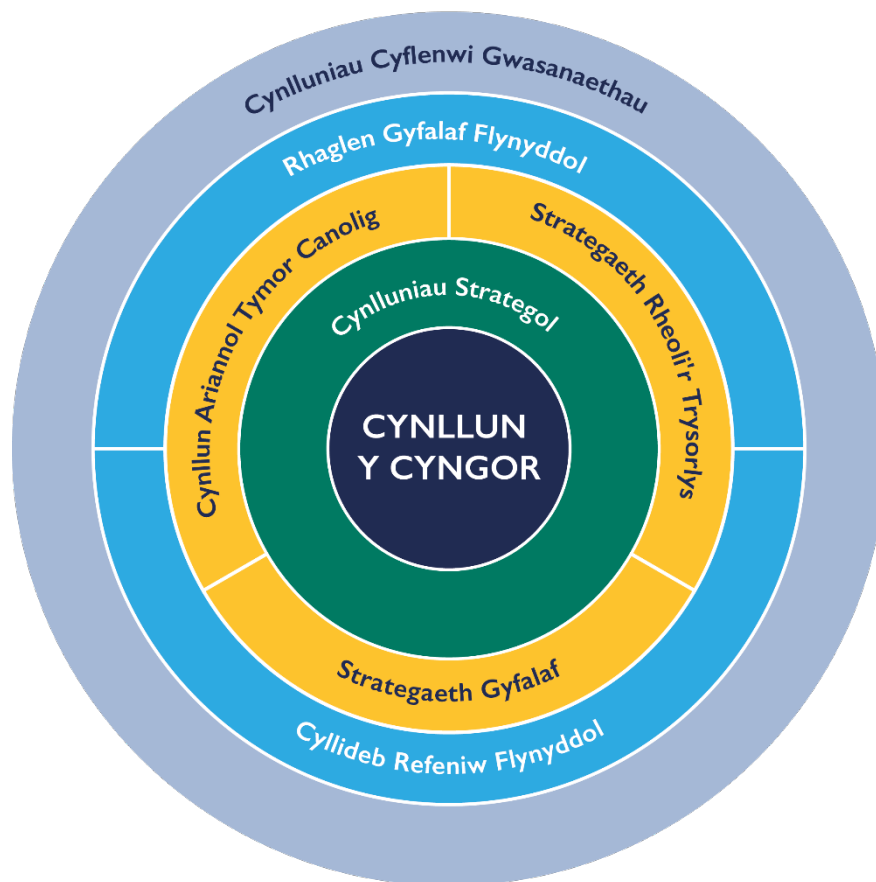 Cynlluniau Cyflenwi Gwasanaethau
Rhaglen Gyfalaf Flynyddol
Cynllun Ariannol Tymor Canolig
Strategaeth Rheoli'r Trysorlys
Cynlluniau Strategol
CYNLLUN
Y CYNGOR
Strategaeth Gyfalaf
Cyllideb Refeniw Flynyddol